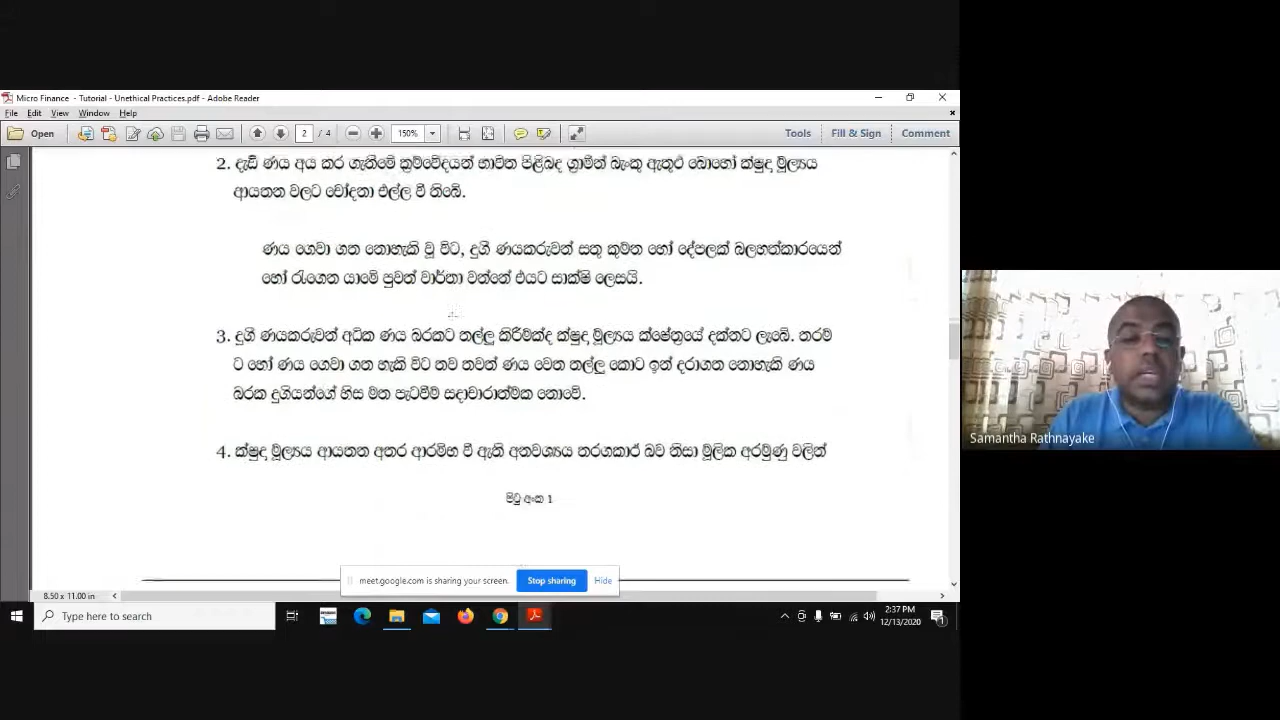 Micro Finance - Tutorial - Unethical Practices.pdf - Adobe Reader
File Edit View Window Help
Open 2 / 4 150% Tools Fill & Sign Comment
2. දැඩි ණය අය කර ගැනීමේ ක්‍රමවේදයන් භාවිත පිළිබඳ ග්‍රාමීන් බැංකු ඇතුළු බොහෝ ක්ෂුද්‍ර මූල්‍යය
ආයතන වලට චෝදනා එල්ල වී තිබේ.
ණය ගෙවා ගත නොහැකි වූ විට, දුගී ණයකරුවන් සතු කුමන හෝ දේපලක් බලහත්කාරයෙන්
හෝ රැගෙන යාමේ පුවත් වාර්තා වන්නේ එයට සාක්ෂි ලෙසයි.
3. දුගී ණයකරුවන් අධික ණය බරකට තල්ලු කිරීමක්ද ක්ෂුද්‍ර මූල්‍යය ක්ෂේත්‍රයේ දක්නට ලැබේ. තරම්
ට හෝ ණය ගෙවා ගත හැකි විට තව තවත් ණය වෙත තල්ලු කොට ඉන් දරාගත නොහැකි ණය
බරක දුගියන්ගේ හිස මත පැටවීම සදාචාරාත්මක නොවේ.
4. ක්ෂුද්‍ර මූල්‍යය ආයතන අතර ආරම්භ වී ඇති අනවශ්‍යය තරගකාරී බව නිසා මූලික අරමුණු වලින්
පිටු අංක 1
meet.google.com is sharing your screen. Stop sharing Hide
8.50 x 11.00 in
Type here to search
2:37 PM
12/13/2020
Samantha Rathnayake